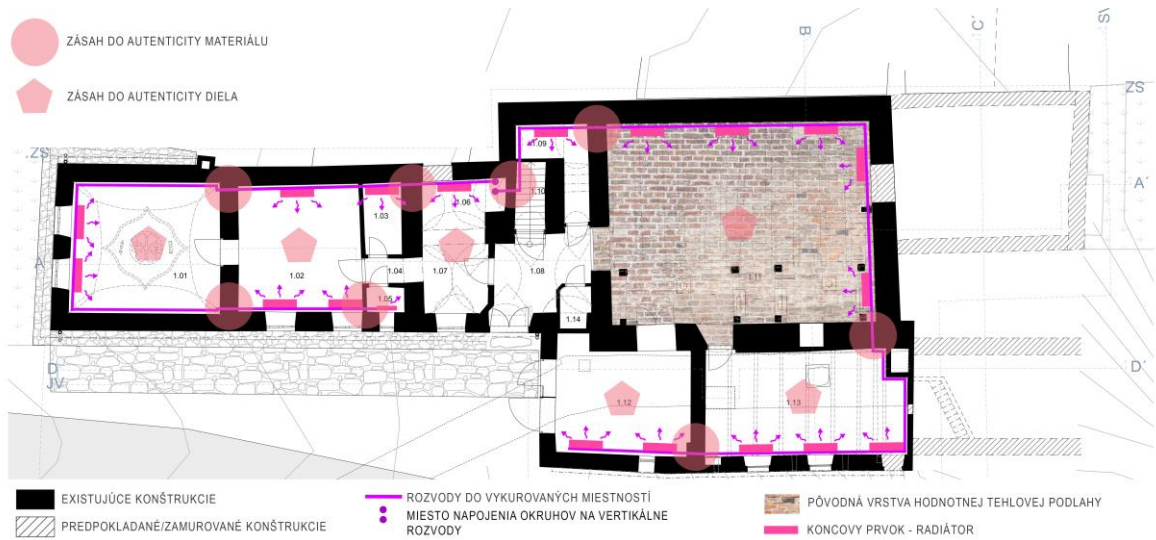 ZÁSAH DO AUTENTICITY MATERIÁLU
ZÁSAH DO AUTENTICITY DIELA
B
C´
ZS
ZS
A´
1.09
1.10
1.06
1.03
1.01
1.02
1.04
1.07
1.08
A
1.05
1.14
D
JV
D´
1.12
1.13
EXISTUJÚCE KONŠTRUKCIE
PREDPOKLADANÉ/ZAMUROVANÉ KONŠTRUKCIE
ROZVODY DO VYKUROVANÝCH MIESTNOSTÍ
MIESTO NAPOJENIA OKRUHOV NA VERTIKÁLNE
ROZVODY
PÔVODNÁ VRSTVA HODNOTNEJ TEHLOVEJ PODLAHY
KONCOVÝ PRVOK - RADIÁTOR